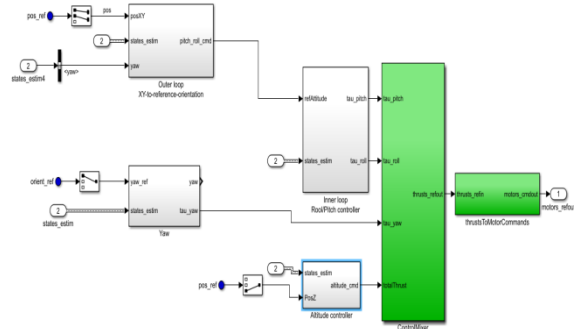 pos_ref
pos
posXY
2
states_estim
pitch_roll_cmd
2
states_estim4
<yaw>
yaw
Outer loop
XY-to-reference-orientation
refAttitude
tau_pitch
tau_pitch
2
states_estim
tau_roll
tau_roll
Inner loop
Rool/Pitch controller
orient_ref
yaw_ref
yaw
2
states_estim
states_estim
tau_yaw
Yaw
tau_yaw
thrusts_refout
thrusts_refin
motors_cmdout
1
motors_refout
thrustsToMotorCommands
2
states_estim
pos_ref
PosZ
altitude_cmd
totalThrust
Altitude controller
ControlMixer